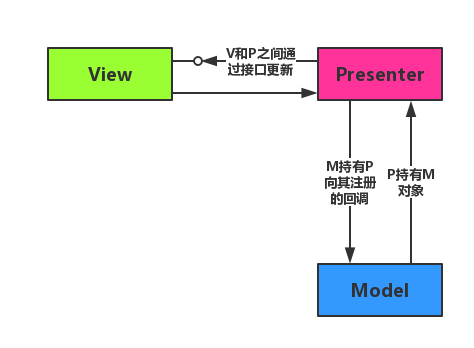 View
V和P之间通
过接口更新
Presenter
M持有P
向其注册
的回调
P持有M
对象
Model